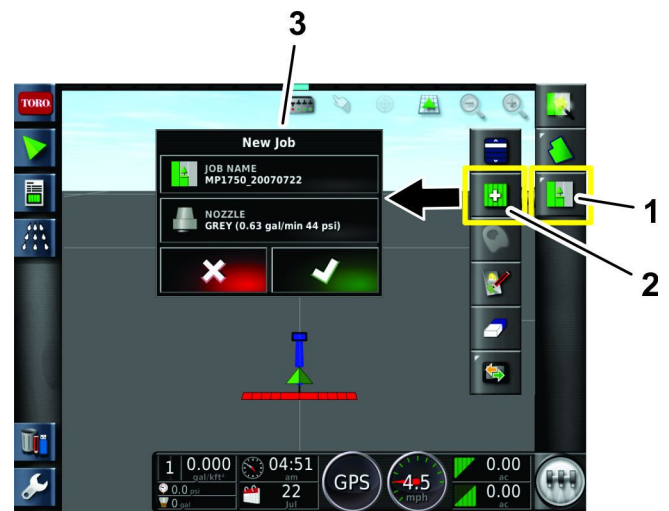 3
TORO
New Job
JOB NAME
MP1750_20070722
NOZZLE
GREY (0.63 gal/min 44 psi)
1
2
1 0.000
gal/kft²
0.0 psi
0 gal
04:51
am
22
Jul
GPS
4.5
mph
0.00
ac
0.00
ac